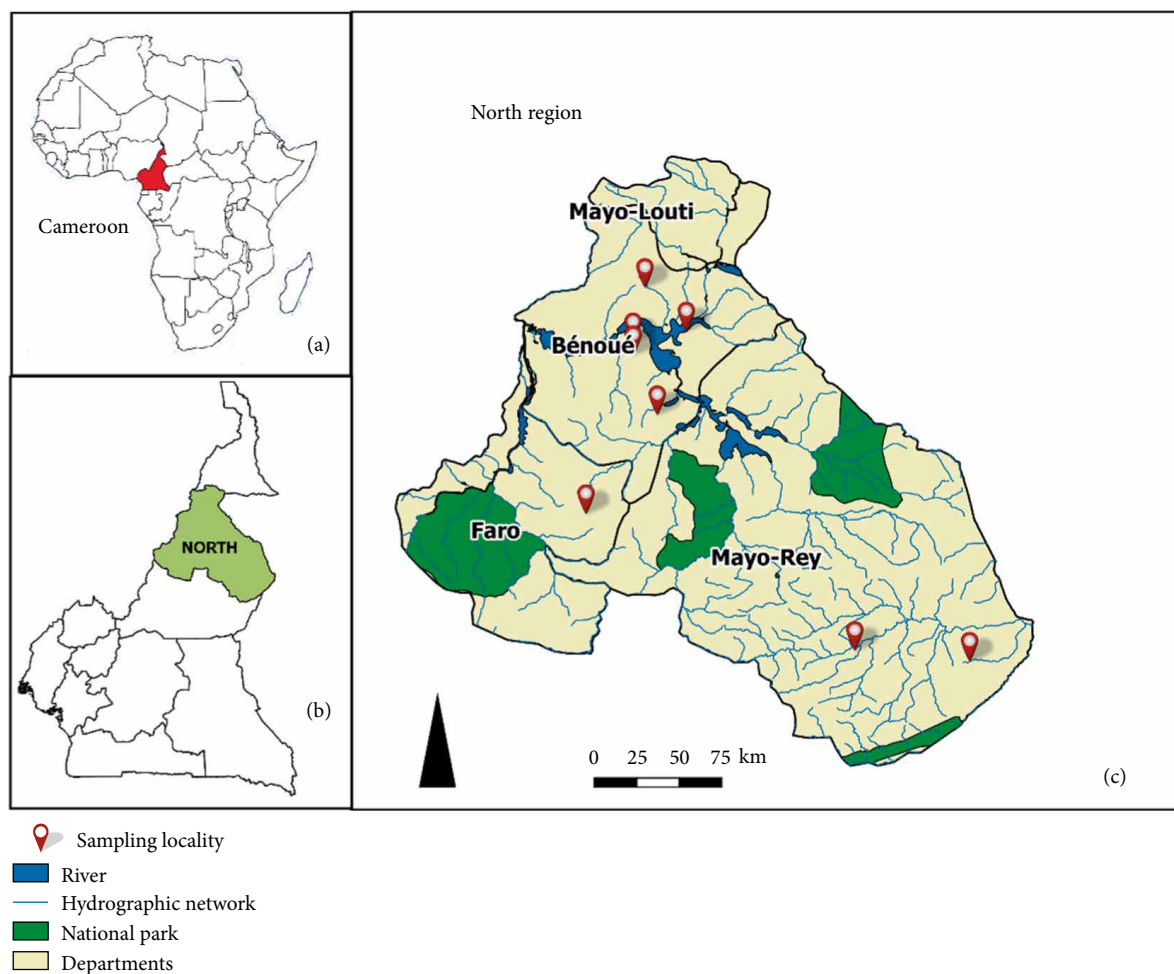 Cameroon
(a)
NORTH
(b)
North region
Mayo-Louti
Bénoué
Faro
Mayo-Rey
0 25 50 75 km
(c)
Sampling locality
River
Hydrographic network
National park
Departments